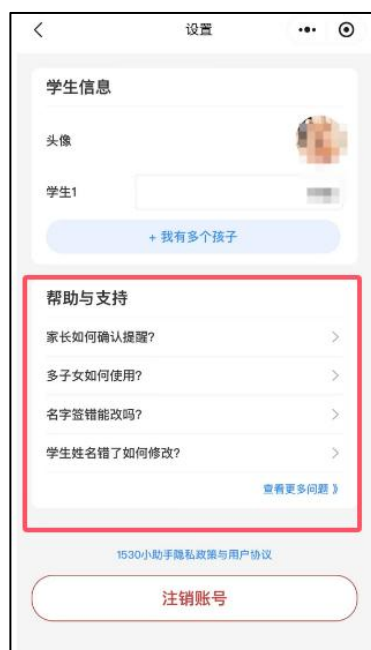 设置
学生信息
头像
学生1
+ 我有多个孩子
帮助与支持
家长如何确认提醒?
多子女如何使用?
名字签错能改吗?
学生姓名错了如何修改?
查看更多问题 》
1530小助手隐私政策与用户协议
注销账号